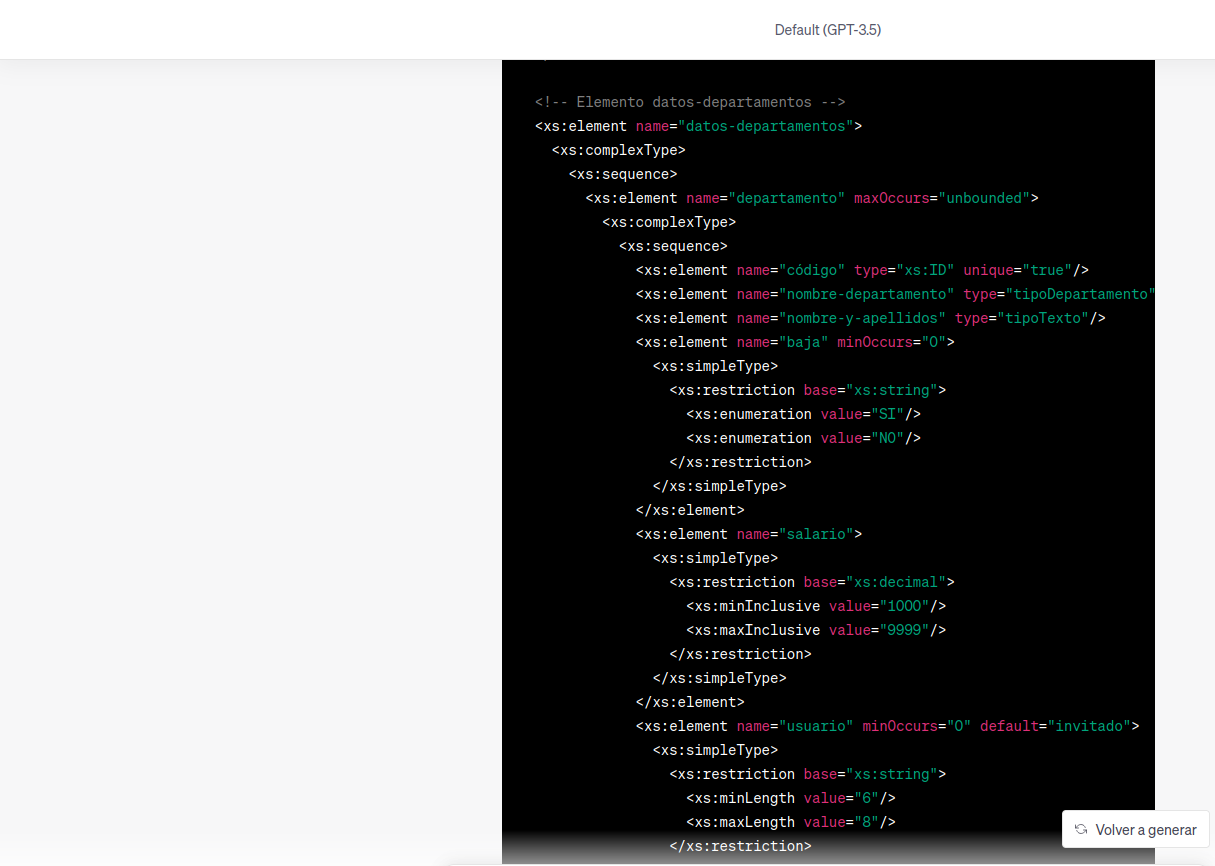 Default (GPT-3.5)
<!-- Elemento datos-departamentos -->
<xs:element name="datos-departamentos">
<xs:complexType>
<xs:sequence>
<xs:element name="departamento" maxOccurs="unbounded">
<xs:complexType>
<xs:sequence>
<xs:element name="código" type="xs:ID" unique="true"/>
<xs:element name="nombre-departamento" type="tipoDepartamento"
<xs:element name="nombre-y-apellidos" type="tipoTexto"/>
<xs:element name="baja" minOccurs="0">
<xs:simpleType>
<xs:restriction base="xs:string">
<xs:enumeration value="SI"/>
<xs:enumeration value="NO"/>
</xs:restriction>
</xs:simpleType>
</xs:element>
<xs:element name="salario">
<xs:simpleType>
<xs:restriction base="xs:decimal">
<xs:minInclusive value="1000"/>
<xs:maxInclusive value="9999"/>
</xs:restriction>
</xs:simpleType>
</xs:element>
<xs:element name="usuario" minOccurs="0" default="invitado">
<xs:simpleType>
<xs:restriction base="xs:string">
<xs:minLength value="6"/>
<xs:maxLength value="8"/>
</xs:restriction>
Volver a generar